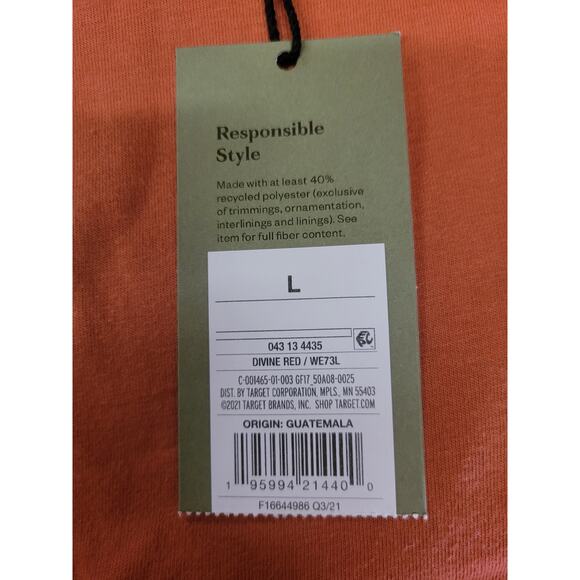 Responsible
Style
Made with at least 40%
recycled polyester (exclusive
of trimmings, ornamentation,
interlinings and linings). See
item for full fiber content.
L
043 13 4435
DIVINE RED / WE73L
C-001465-01-003 GF17_50A08-0025
DIST. BY TARGET CORPORATION, MPLS., MN 55403
©2021 TARGET BRANDS, INC. SHOP TARGET.COM
ORIGIN: GUATEMALA
1 95994 21440 0
F16644986 Q3/21